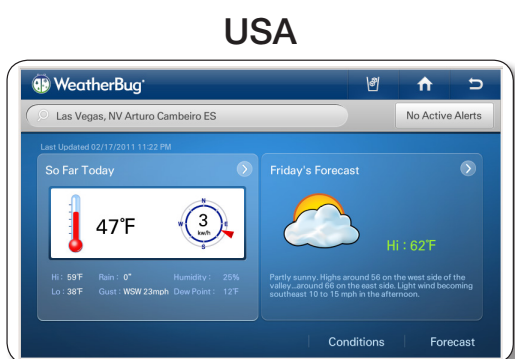 USA
WeatherBug®
Las Vegas, NV Arturo Cambeiro ES
No Active Alerts
Last Updated 02/17/2011 11:22 PM
So Far Today
47°F
N
W
E
S
3
km/h
Hi : 59°F Rain : 0" Humidity : 25%
Lo : 38°F Gust : WSW 23mph Dew Point : 12°F
Friday's Forecast
Hi : 62°F
Partly sunny. Highs around 56 on the west side of the
valley...around 66 on the east side. Light wind becoming
southeast 10 to 15 mph in the afternoon.
Conditions
Forecast